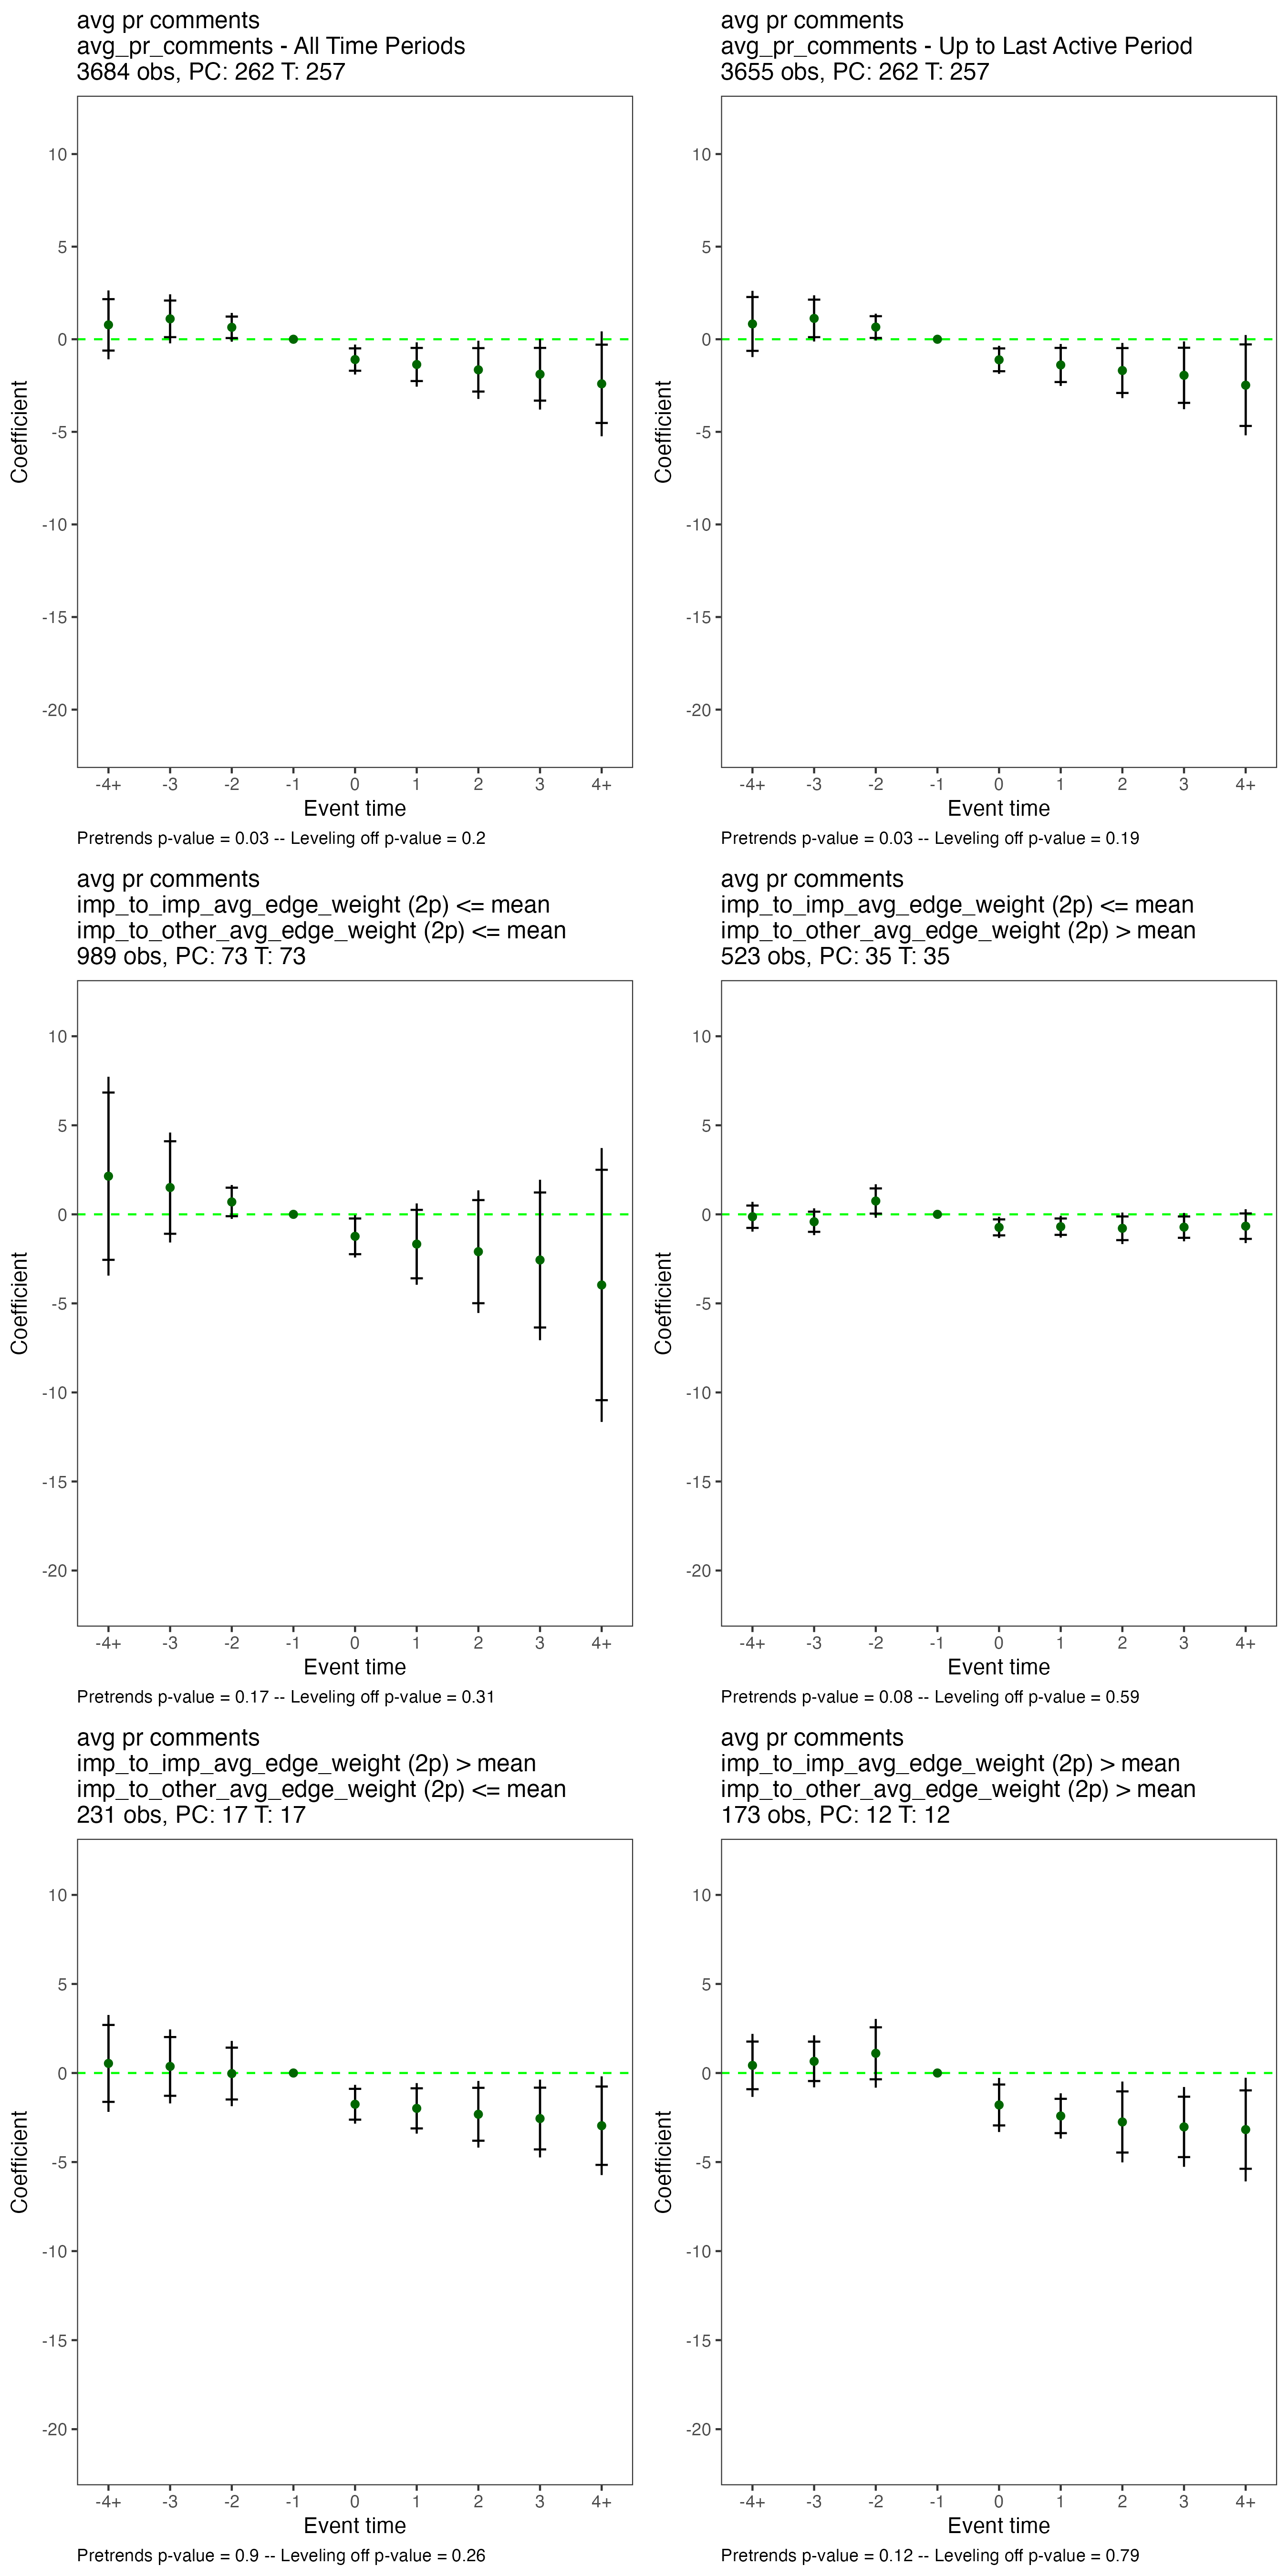 avg pr comments
avg_pr_comments - All Time Periods
3684 obs, PC: 262 T: 257
10
5
0
-5
-10
-15
-20
Coefficient
-4+ -3 -2 -1 0 1 2 3 4+
Event time
Pretrends p-value = 0.03 -- Leveling off p-value = 0.2
avg pr comments
avg_pr_comments - Up to Last Active Period
3655 obs, PC: 262 T: 257
10
5
0
-5
-10
-15
-20
Coefficient
-4+ -3 -2 -1 0 1 2 3 4+
Event time
Pretrends p-value = 0.03 -- Leveling off p-value = 0.19
avg pr comments
imp_to_imp_avg_edge_weight (2p) <= mean
imp_to_other_avg_edge_weight (2p) <= mean
989 obs, PC: 73 T: 73
10
5
0
-5
-10
-15
-20
Coefficient
-4+ -3 -2 -1 0 1 2 3 4+
Event time
Pretrends p-value = 0.17 -- Leveling off p-value = 0.31
avg pr comments
imp_to_imp_avg_edge_weight (2p) <= mean
imp_to_other_avg_edge_weight (2p) > mean
523 obs, PC: 35 T: 35
10
5
0
-5
-10
-15
-20
Coefficient
-4+ -3 -2 -1 0 1 2 3 4+
Event time
Pretrends p-value = 0.08 -- Leveling off p-value = 0.59
avg pr comments
imp_to_imp_avg_edge_weight (2p) > mean
imp_to_other_avg_edge_weight (2p) <= mean
231 obs, PC: 17 T: 17
10
5
0
-5
-10
-15
-20
Coefficient
-4+ -3 -2 -1 0 1 2 3 4+
Event time
Pretrends p-value = 0.9 -- Leveling off p-value = 0.26
avg pr comments
imp_to_imp_avg_edge_weight (2p) > mean
imp_to_other_avg_edge_weight (2p) > mean
173 obs, PC: 12 T: 12
10
5
0
-5
-10
-15
-20
Coefficient
-4+ -3 -2 -1 0 1 2 3 4+
Event time
Pretrends p-value = 0.12 -- Leveling off p-value = 0.79